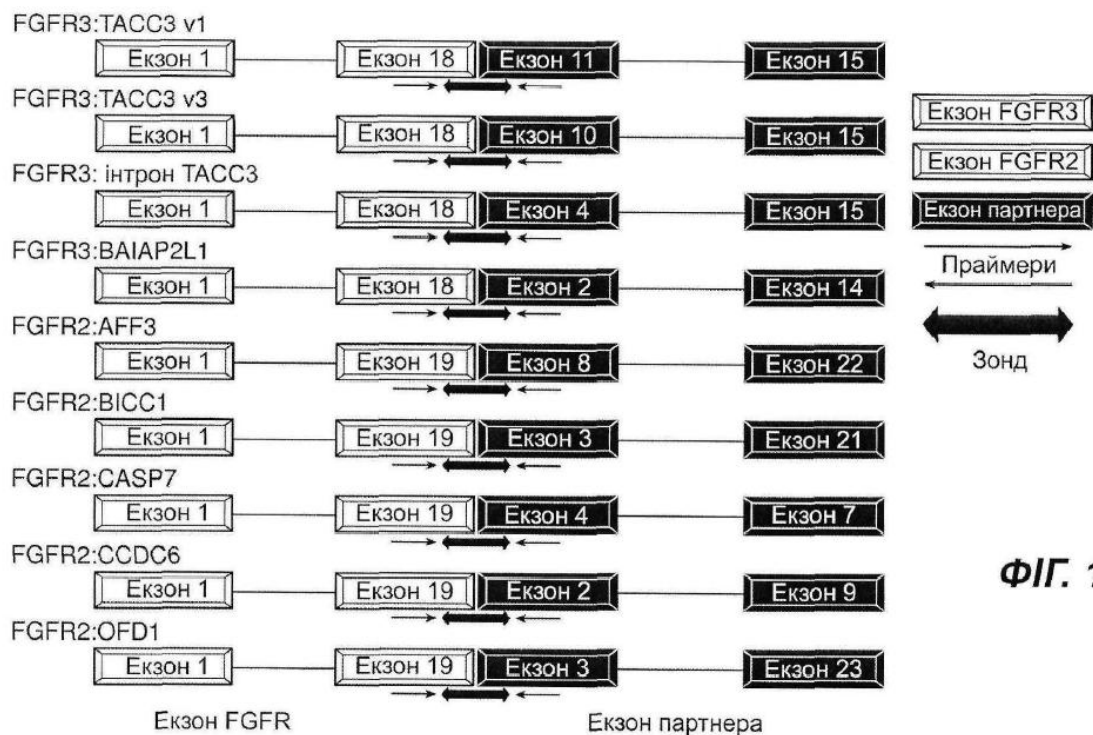 FGFR3:TACC3 v1
Екзон 1 Екзон 18 Екзон 11 Екзон 15
FGFR3:TACC3 v3
Екзон 1 Екзон 18 Екзон 10 Екзон 15
FGFR3: інтрон TACC3
Екзон 1 Екзон 18 Екзон 4 Екзон 15
FGFR3:BAIAP2L1
Екзон 1 Екзон 18 Екзон 2 Екзон 14
FGFR2:AFF3
Екзон 1 Екзон 19 Екзон 8 Екзон 22
FGFR2:BICC1
Екзон 1 Екзон 19 Екзон 3 Екзон 21
FGFR2:CASP7
Екзон 1 Екзон 19 Екзон 4 Екзон 7
FGFR2:CCDC6
Екзон 1 Екзон 19 Екзон 2 Екзон 9
FGFR2:OFD1
Екзон 1 Екзон 19 Екзон 3 Екзон 23
Екзон FGFR Екзон партнера
Екзон FGFR3
Екзон FGFR2
Екзон партнера
Праймери
Зонд
ФІГ. 1